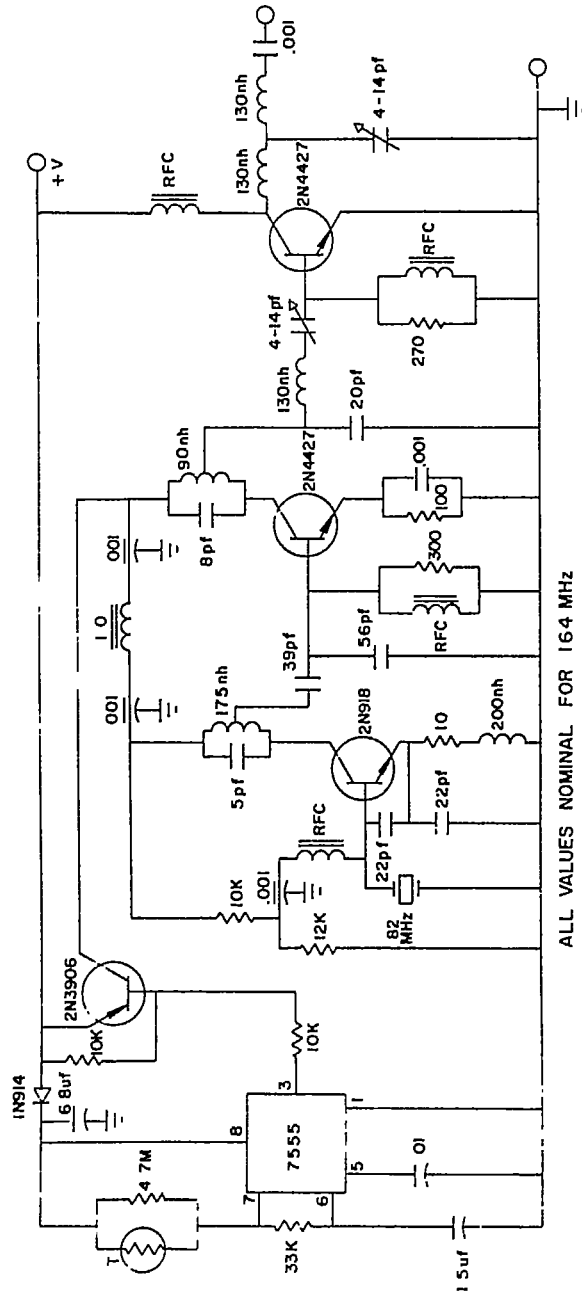 1N914
6 8uf
4 7M
T
8
7
7555
3
6
5
1
33K
1 5uf
01
10K
10K
2N3906
10K
.001
12K
RFC
82
MHz
22pf
22pf
2N918
10
200nh
5pf
175nh
001
1 0
001
39pf
56pf
RFC
300
100
.001
8pf
90nh
2N4427
130nh
20pf
4-14pf
270
RFC
2N4427
RFC
+V
130nh
130nh
.001
4-14pf
ALL VALUES NOMINAL FOR 164 MHz